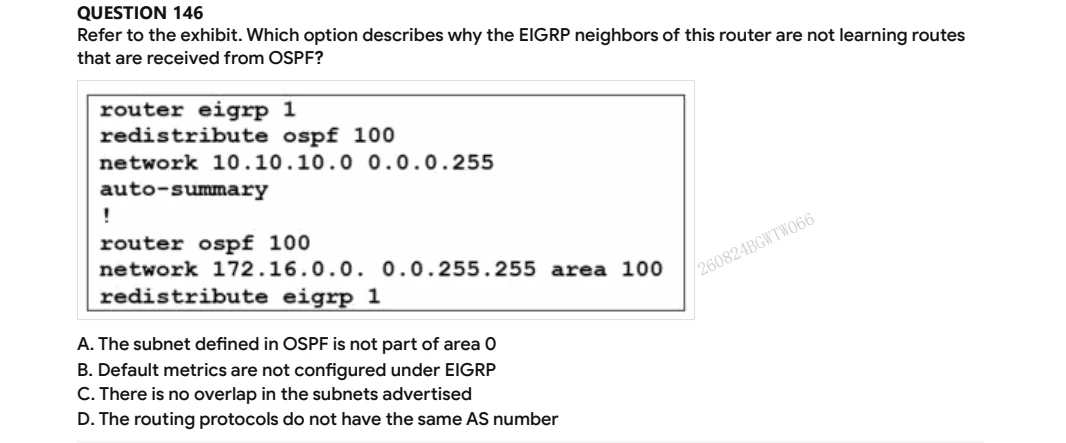 QUESTION 146
Refer to the exhibit. Which option describes why the EIGRP neighbors of this router are not learning routes
that are received from OSPF?
router eigrp 1
redistribute ospf 100
network 10.10.10.0 0.0.0.255
auto-summary
!
router ospf 100
network 172.16.0.0. 0.0.255.255 area 100
redistribute eigrp 1
260824BGWTW066
A. The subnet defined in OSPF is not part of area 0
B. Default metrics are not configured under EIGRP
C. There is no overlap in the subnets advertised
D. The routing protocols do not have the same AS number